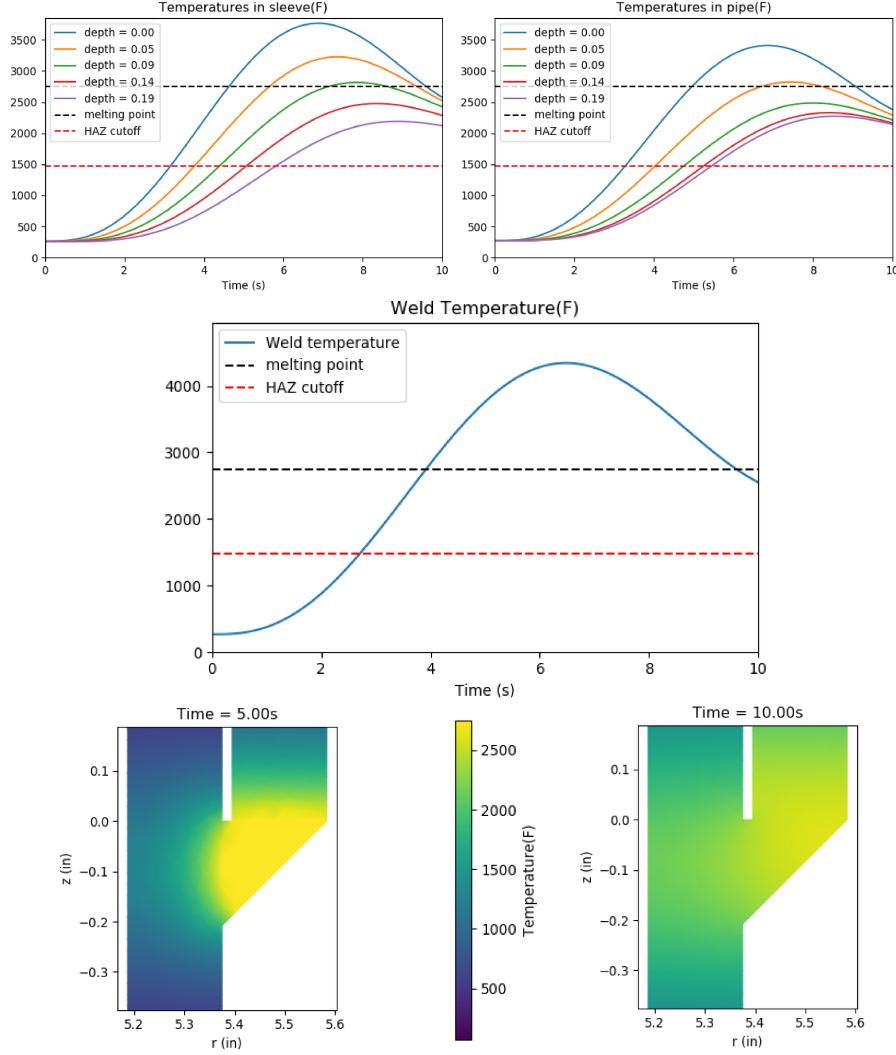 Temperatures in sleeve(F)
depth = 0.00
depth = 0.05
depth = 0.09
depth = 0.14
depth = 0.19
melting point
HAZ cutoff
3500
3000
2500
2000
1500
1000
500
0
0 2 4 6 8 10
Time (s)
Temperatures in pipe(F)
depth = 0.00
depth = 0.05
depth = 0.09
depth = 0.14
depth = 0.19
melting point
HAZ cutoff
3500
3000
2500
2000
1500
1000
500
0
0 2 4 6 8 10
Time (s)
Weld Temperature(F)
Weld temperature
melting point
HAZ cutoff
4000
3000
2000
1000
0
0 2 4 6 8 10
Time (s)
Time = 5.00s
0.1
0.0
−0.1
−0.2
−0.3
z (in)
5.2 5.3 5.4 5.5 5.6
r (in)
2500
2000
1500
1000
500
Temperature(F)
Time = 10.00s
0.1
0.0
−0.1
−0.2
−0.3
z (in)
5.2 5.3 5.4 5.5 5.6
r (in)